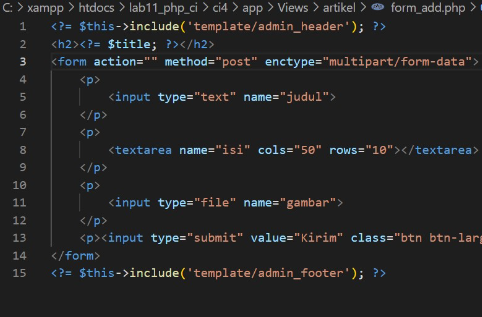 C: > xampp > htdocs > lab11_php_ci > ci4 > app > Views > artikel > form_add.php >
1 <?= $this->include('template/admin_header'); ?>
2 <h2><?= $title; ?></h2>
3 <form action="" method="post" enctype="multipart/form-data">
4 <p>
5 <input type="text" name="judul">
6 </p>
7 <p>
8 <textarea name="isi" cols="50" rows="10"></textarea>
9 </p>
10 <p>
11 <input type="file" name="gambar">
12 </p>
13 <p><input type="submit" value="Kirim" class="btn btn-larg
14 </form>
15 <?= $this->include('template/admin_footer'); ?>